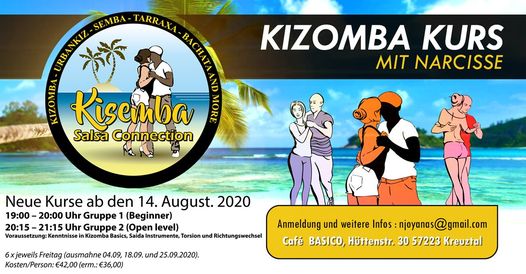 KIZOMBA - URBANKIZ - SEMBA - TARRAXA - BACHATA AND MORE
Kisemba
Salsa Connection
KIZOMBA KURS
MIT NARCISSE
Neue Kurse ab den 14. August. 2020
19:00 – 20:00 Uhr Gruppe 1 (Beginner)
20:15 – 21:15 Uhr Gruppe 2 (Open level)
Voraussetzung: Kenntnisse in Kizomba Basics, Saida Instrumente, Torsion und Richtungswechsel
6 x jeweils Freitag (ausnahme 04.09, 18.09, und 25.09.2020).
Kosten/Person: €42,00 (erm.: €36,00)
Anmeldung und weitere Infos : njoyanas@gmail.com
Café BASICO, Hüttenstr. 30 57223 Kreuztal